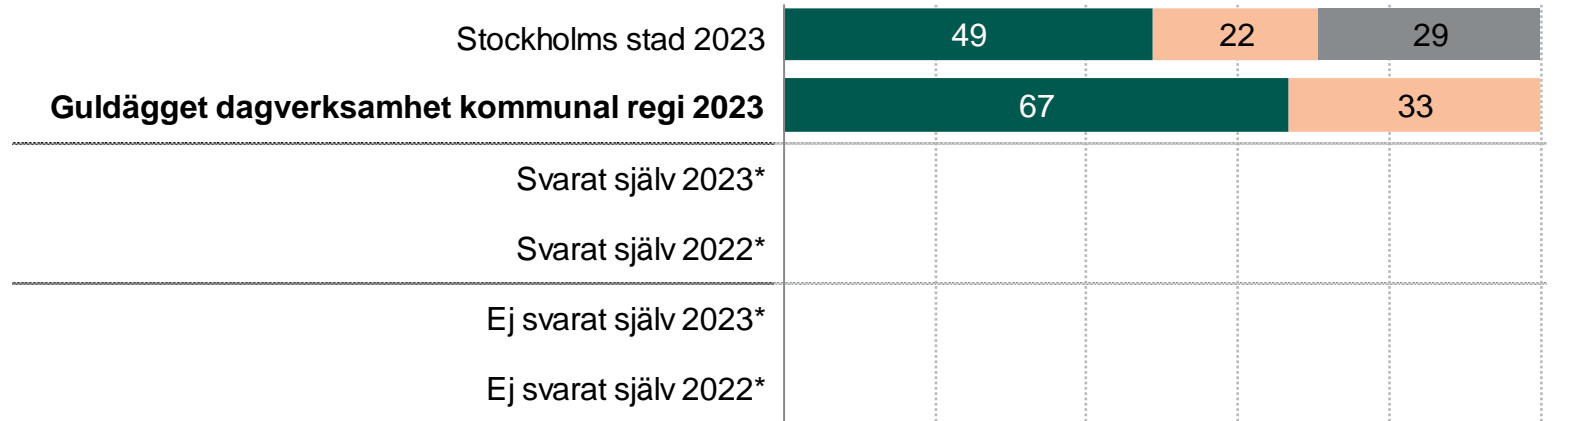 Stockholms stad 2023 49 22 29
Guldägget dagverksamhet kommunal regi 2023 67 33
Svarat själv 2023*
Svarat själv 2022*
Ej svarat själv 2023*
Ej svarat själv 2022*